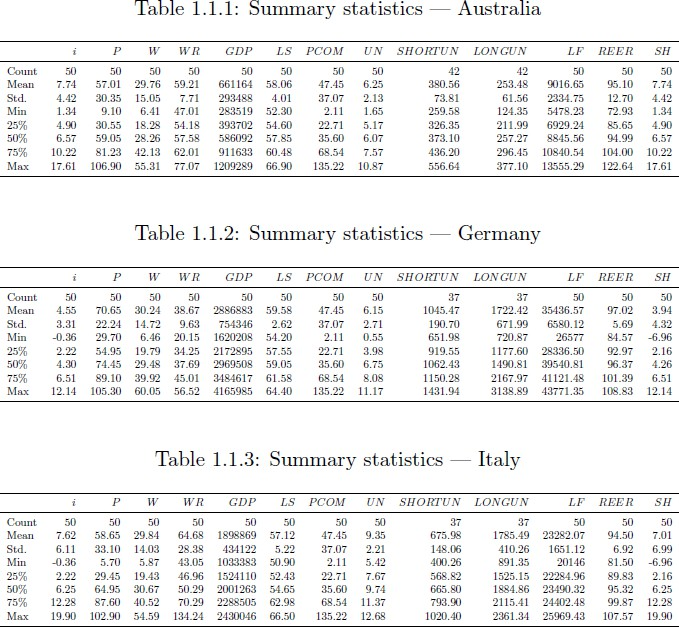 Table 1.1.1: Summary statistics — Australia
i P W WR GDP LS PCOM UN SHORTUN LONGUN LF REER SH
Count 50 50 50 50 50 50 50 50 42 42 50 50 50
Mean 7.74 57.01 29.76 59.21 661164 58.06 47.45 6.25 380.56 253.48 9016.65 95.10 7.74
Std. 4.42 30.35 15.05 7.71 293488 4.01 37.07 2.13 73.81 61.56 2334.75 12.70 4.42
Min 1.34 9.10 6.41 47.01 283519 52.30 2.11 1.65 259.58 124.35 5478.23 72.93 1.34
25% 4.90 30.55 18.28 54.18 393702 54.60 22.71 5.17 326.35 211.99 6929.24 85.65 4.90
50% 6.57 59.05 28.26 57.58 586092 57.85 35.60 6.07 373.10 257.27 8845.56 94.99 6.57
75% 10.22 81.23 42.13 62.01 911633 60.48 68.54 7.57 436.20 296.45 10840.54 104.00 10.22
Max 17.61 106.90 55.31 77.07 1209289 66.90 135.22 10.87 556.64 377.10 13555.29 122.64 17.61
Table 1.1.2: Summary statistics — Germany
i P W WR GDP LS PCOM UN SHORTUN LONGUN LF REER SH
Count 50 50 50 50 50 50 50 50 37 37 50 50 50
Mean 4.55 70.65 30.24 38.67 2886883 59.58 47.45 6.15 1045.47 1722.42 35436.57 97.02 3.94
Std. 3.31 22.24 14.72 9.63 754346 2.62 37.07 2.71 190.70 671.99 6580.12 5.69 4.32
Min -0.36 29.70 6.46 20.15 1620208 54.20 2.11 0.55 651.98 720.87 26577 84.57 -6.96
25% 2.22 54.95 19.79 34.25 2172895 57.55 22.71 3.98 919.55 1177.60 28336.50 92.97 2.16
50% 4.30 74.45 29.48 37.69 2969508 59.05 35.60 6.75 1062.43 1490.81 39540.81 96.37 4.26
75% 6.51 89.10 39.92 45.01 3484617 61.58 68.54 8.08 1150.28 2167.97 41121.48 101.39 6.51
Max 12.14 105.30 60.05 56.52 4165985 64.40 135.22 11.17 1431.94 3138.89 43771.35 108.83 12.14
Table 1.1.3: Summary statistics — Italy
i P W WR GDP LS PCOM UN SHORTUN LONGUN LF REER SH
Count 50 50 50 50 50 50 50 50 37 37 50 50 50
Mean 7.62 58.65 29.84 64.68 1898869 57.12 47.45 9.35 675.98 1785.49 23282.07 94.50 7.01
Std. 6.11 33.10 14.03 28.38 434122 5.22 37.07 2.21 148.06 410.26 1651.12 6.92 6.99
Min -0.36 5.70 5.87 43.05 1033383 50.90 2.11 5.42 400.26 891.35 20146 81.50 -6.96
25% 2.22 29.45 19.43 46.96 1524110 52.43 22.71 7.67 568.82 1525.15 22284.96 89.83 2.16
50% 6.25 64.95 30.67 50.29 2001263 54.65 35.60 9.74 665.80 1884.86 23490.32 95.32 6.25
75% 12.28 87.60 40.52 70.29 2288505 62.98 68.54 11.37 793.90 2115.41 24402.48 99.87 12.28
Max 19.90 102.90 54.59 134.24 2430046 66.50 135.22 12.68 1020.40 2361.34 25969.43 107.57 19.90